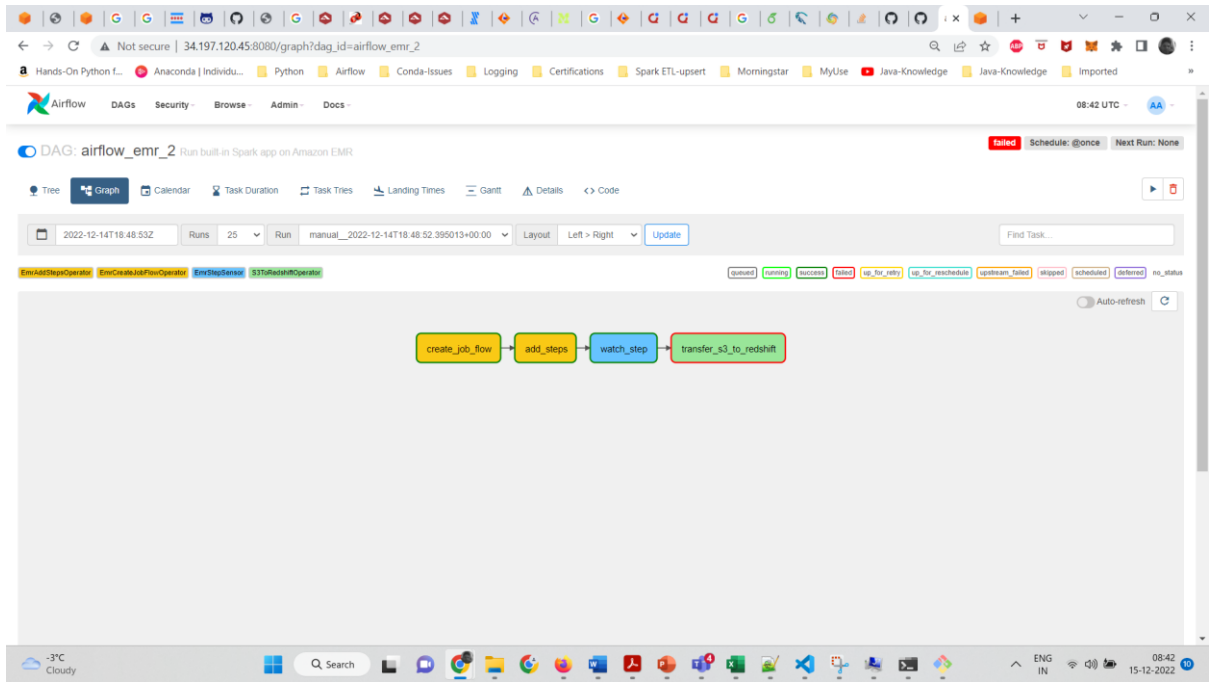 Not secure | 34.197.120.45:8080/graph?dag_id=airflow_emr_2
Hands-On Python f... Anaconda | Individu... Python Airflow Conda-Issues Logging Certifications Spark ETL-upsert Morningstar MyUse Java-Knowledge Java-Knowledge Imported »
Airflow DAGs Security Browse Admin Docs 08:42 UTC AA
DAG: airflow_emr_2 Run built-in Spark app on Amazon EMR failed Schedule: @once Next Run: None
Tree Graph Calendar Task Duration Task Tries Landing Times Gantt Details <> Code
2022-12-14T18:48:53Z Runs 25 Run manual__2022-12-14T18:48:52.395013+00:00 Layout Left > Right Update Find Task...
EmrAddStepsOperator EmrCreateJobFlowOperator EmrStepSensor S3ToRedshiftOperator queued running success failed up_for_retry up_for_reschedule upstream_failed skipped scheduled deferred no_status
Auto-refresh
create_job_flow add_steps watch_step transfer_s3_to_redshift
-3°C
Cloudy
Search
ENG
IN
08:42
15-12-2022
10